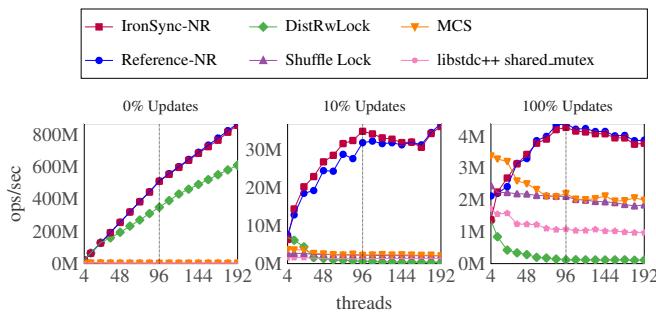 IronSync-NR DistRwLock MCS
Reference-NR Shuffle Lock libstdc++ shared_mutex
0% Updates 10% Updates 100% Updates
ops/sec
800M
600M
400M
200M
0M
4 48 96 144 192
30M
20M
10M
0M
4 48 96 144 192
4M
3M
2M
1M
0M
4 48 96 144 192
threads